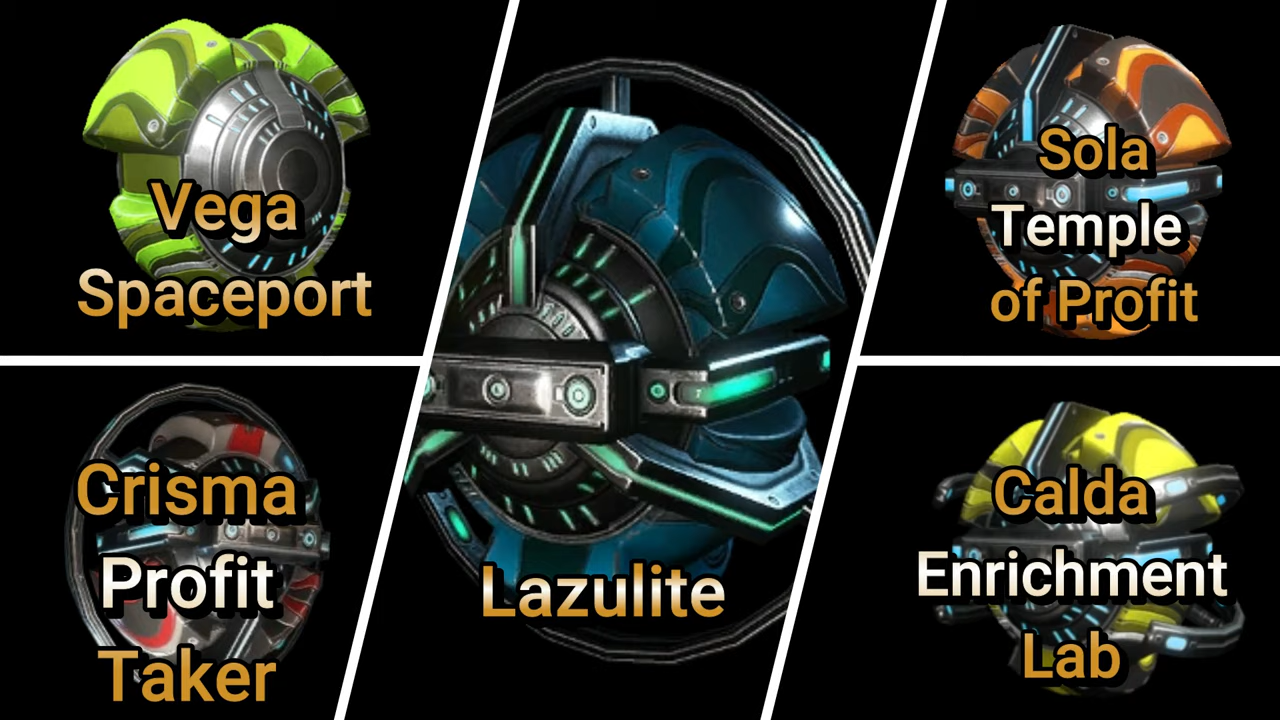 Vega
Spaceport
Crisma
Profit
Taker
Lazulite
Sola
Temple
of Profit
Calda
Enrichment
Lab